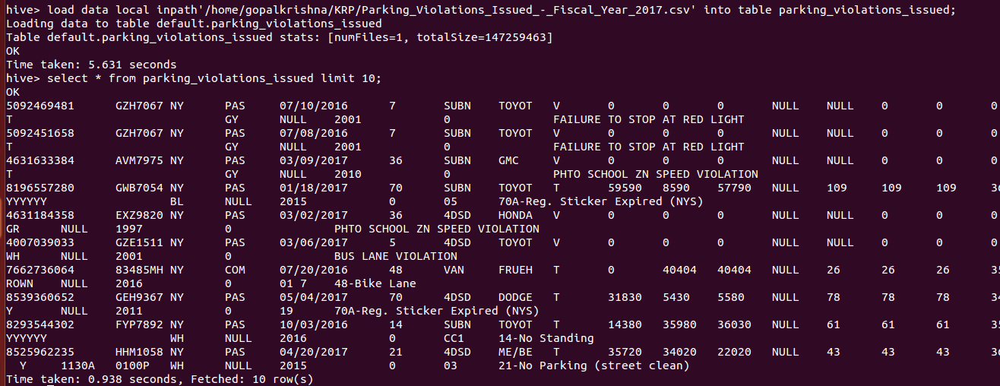 hive> load data local inpath'/home/gopalkrishna/KRP/Parking_Violations_Issued_-_Fiscal_Year_2017.csv' into table parking_violations_issued;
Loading data to table default.parking_violations_issued
Table default.parking_violations_issued stats: [numFiles=1, totalSize=147259463]
OK
Time taken: 5.631 seconds
hive> select * from parking_violations_issued limit 10;
OK
5092469481 GZH7067 NY PAS 07/10/2016 7 SUBN TOYOT V 0 0 0 NULL NULL 0 0 0
T GY NULL 2001 0 FAILURE TO STOP AT RED LIGHT
5092451658 GZH7067 NY PAS 07/08/2016 7 SUBN TOYOT V 0 0 0 NULL NULL 0 0 0
T GY NULL 2001 0 FAILURE TO STOP AT RED LIGHT
4631633384 AVM7975 NY PAS 03/09/2017 36 SUBN GMC V 0 0 0 NULL NULL 0 0 0
T GY NULL 2010 0 PHTO SCHOOL ZN SPEED VIOLATION
8196557280 GWB7054 NY PAS 01/18/2017 70 SUBN TOYOT T 59590 8590 57790 NULL 109 109 109 36
YYYYYY BL NULL 2015 0 05 70A-Reg. Sticker Expired (NYS)
4631184358 EXZ9820 NY PAS 03/02/2017 36 4DSD HONDA V 0 0 0 NULL NULL 0 0 0
GR NULL 1997 0 PHTO SCHOOL ZN SPEED VIOLATION
4007039033 GZE1511 NY PAS 03/06/2017 5 4DSD TOYOT V 0 0 0 NULL NULL 0 0 0
WH NULL 2001 0 BUS LANE VIOLATION
7662736064 83485MH NY COM 07/20/2016 48 VAN FRUEH T 0 40404 40404 NULL 26 26 26 35
ROWN NULL 2016 0 01 7 48-Bike Lane
8539360652 GEH9367 NY PAS 05/04/2017 70 4DSD DODGE T 31830 5430 5580 NULL 78 78 78 34
Y NULL 2011 0 19 70A-Reg. Sticker Expired (NYS)
8293544302 FYP7892 NY PAS 10/03/2016 14 SUBN TOYOT T 14380 35980 36030 NULL 61 61 61 35
YYYYYY WH NULL 2016 0 CC1 14-No Standing
8525962235 HHM1058 NY PAS 04/20/2017 21 4DSD ME/BE T 35720 34020 22020 NULL 43 43 43 36
Y 1130A 0100P WH NULL 2015 0 03 21-No Parking (street clean)
Time taken: 0.938 seconds, Fetched: 10 row(s)